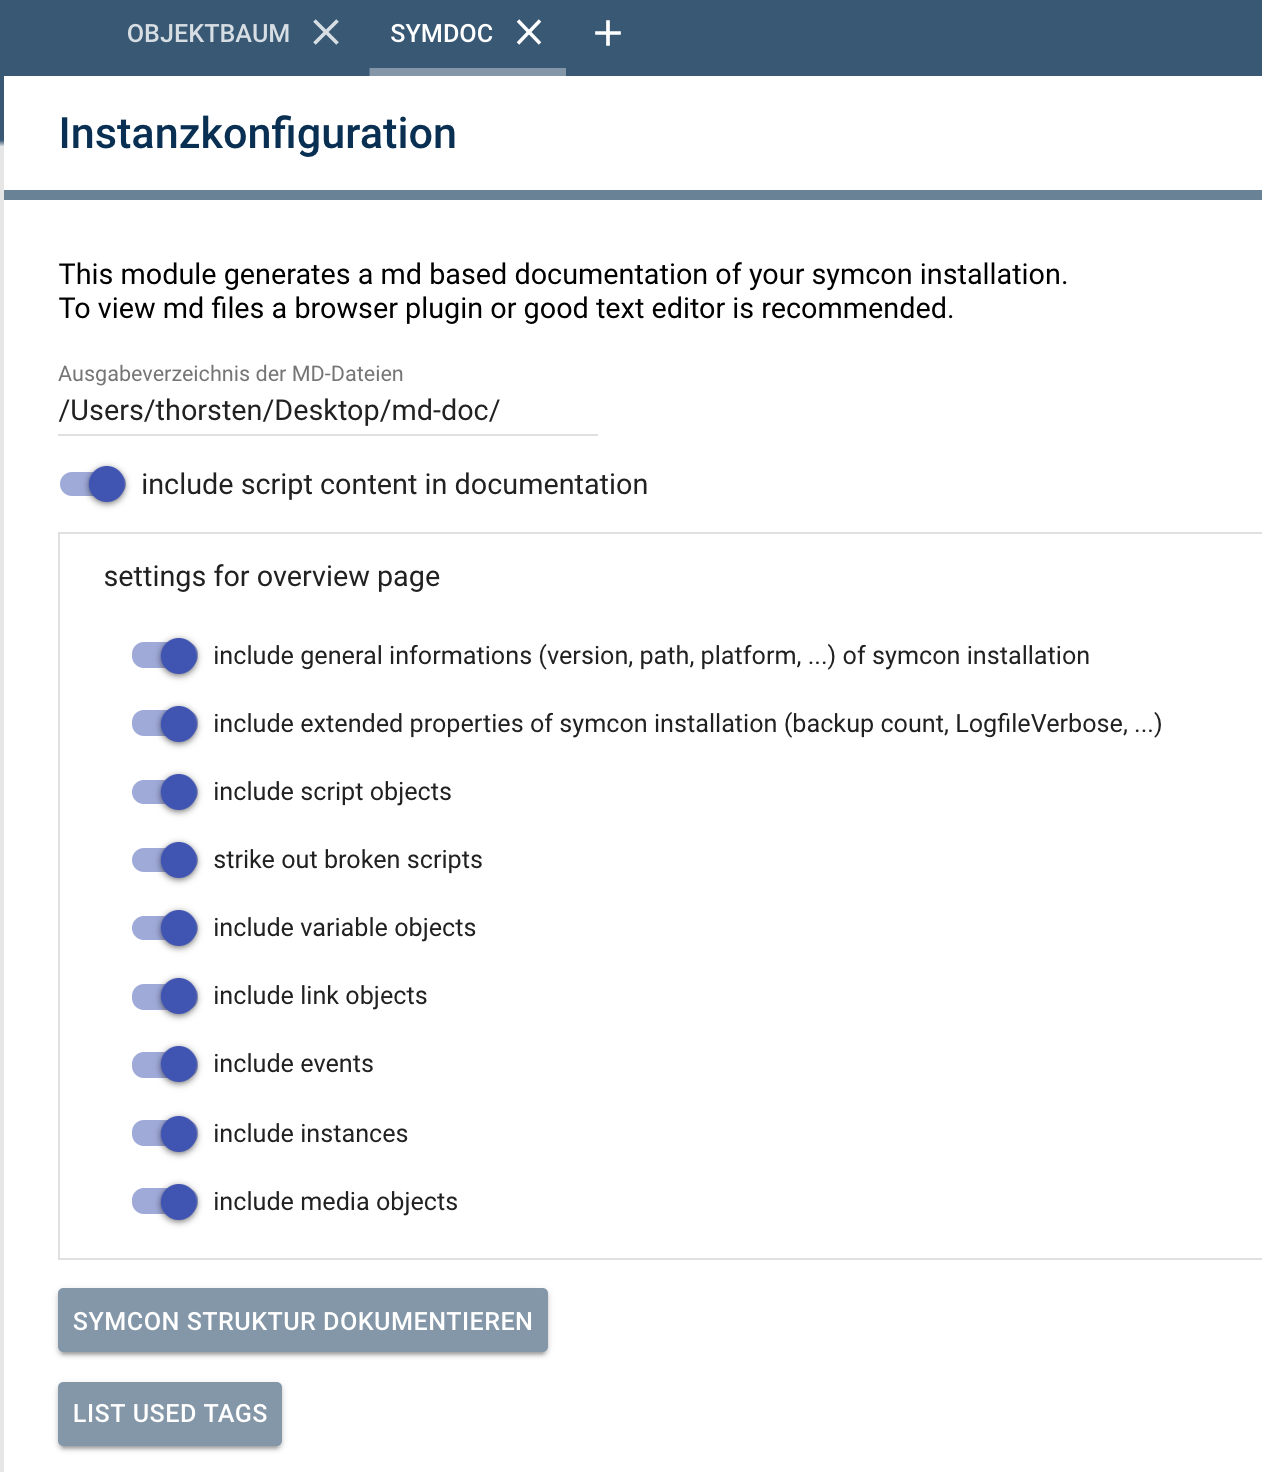 OBJEKTBAUM SYMDOC
Instanzkonfiguration
This module generates a md based documentation of your symcon installation.
To view md files a browser plugin or good text editor is recommended.
Ausgabeverzeichnis der MD-Dateien
/Users/thorsten/Desktop/md-doc/
include script content in documentation
settings for overview page
include general informations (version, path, platform, ...) of symcon installation
include extended properties of symcon installation (backup count, LogfileVerbose, ...)
include script objects
strike out broken scripts
include variable objects
include link objects
include events
include instances
include media objects
SYMCON STRUKTUR DOKUMENTIEREN
LIST USED TAGS